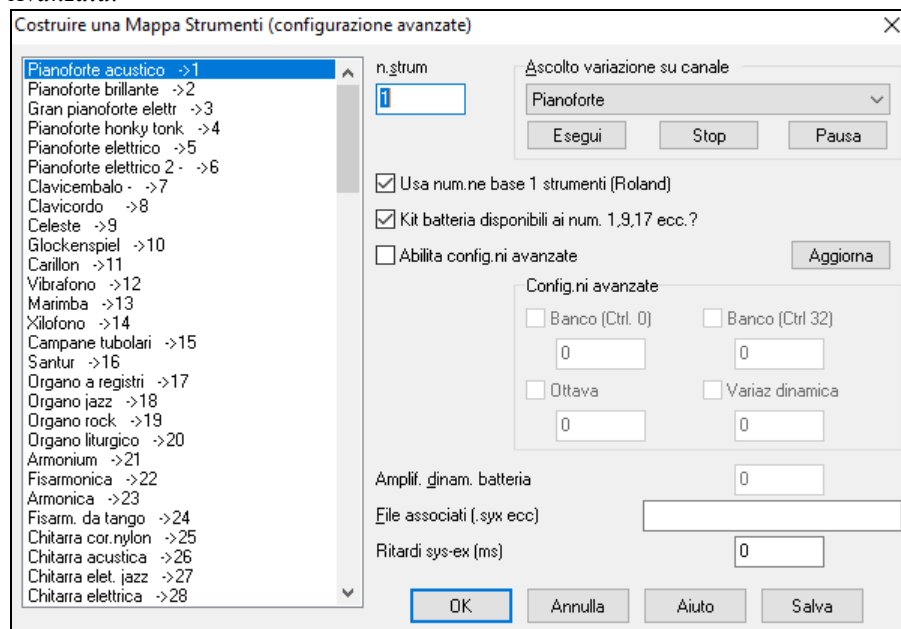 Avanzata.
Costruire una Mappa Strumenti (configurazione avanzate)
Pianoforte acustico ->1
Pianoforte brillante ->2
Gran pianoforte elettr ->3
Pianoforte honky tonk ->4
Pianoforte elettrico ->5
Pianoforte elettrico 2 - ->6
Clavicembalo - ->7
Clavicordo ->8
Celeste ->9
Glockenspiel ->10
Carillon ->11
Vibrafono ->12
Marimba ->13
Xilofono ->14
Campane tubolari ->15
Santur ->16
Organo a registri ->17
Organo jazz ->18
Organo rock ->19
Organo liturgico ->20
Armonium ->21
Fisarmonica ->22
Armonica ->23
Fisarm. da tango ->24
Chitarra cor.nylon ->25
Chitarra acustica ->26
Chitarra elet. jazz ->27
Chitarra elettrica ->28
n.strum
1
Ascolto variazione su canale
Pianoforte
Esegui Stop Pausa
Usa num.ne base 1 strumenti (Roland)
Kit batteria disponibili ai num. 1,9,17 ecc.?
Abilita config.ni avanzate
Aggiorna
Config.ni avanzate
Banco (Ctrl. 0) Banco (Ctrl 32)
0 0
Ottava Variaz dinamica
0 0
Amplif. dinam. batteria 0
File associati (.syx ecc)
Ritardi sys-ex (ms) 0
OK Annulla Aiuto Salva